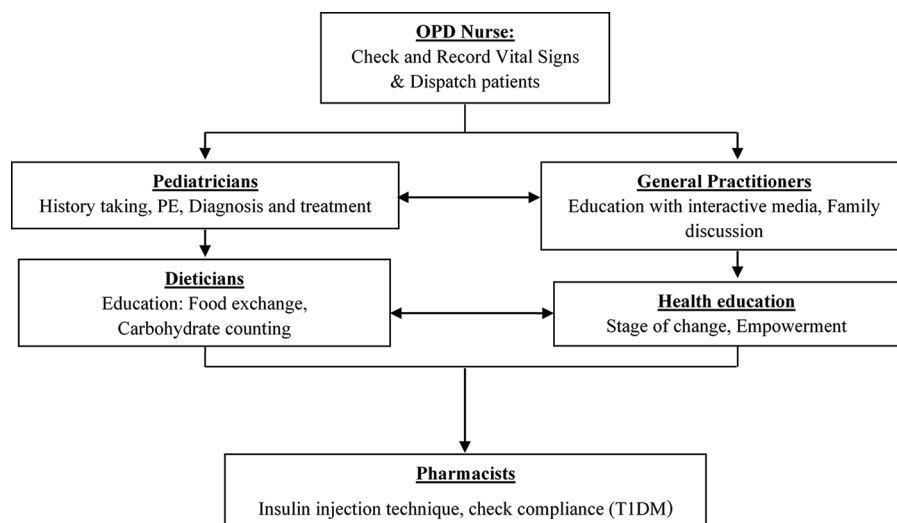 OPD Nurse:
Check and Record Vital Signs
& Dispatch patients
Pediatricians
History taking, PE, Diagnosis and treatment
General Practitioners
Education with interactive media, Family
discussion
Dieticians
Education: Food exchange,
Carbohydrate counting
Health education
Stage of change, Empowerment
Pharmacists
Insulin injection technique, check compliance (T1DM)